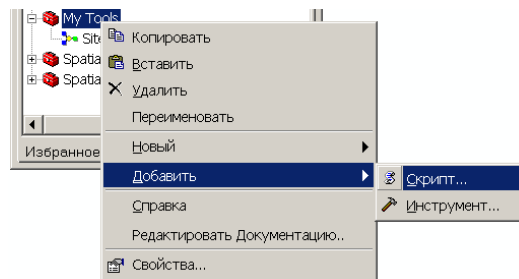 My Tools
Site
Spatia
Spatia
Избранное
Копировать
Вставить
Удалить
Переименовать
Новый
Добавить
Справка
Редактировать Документацию..
Свойства...
Скрипт...
Инструмент...